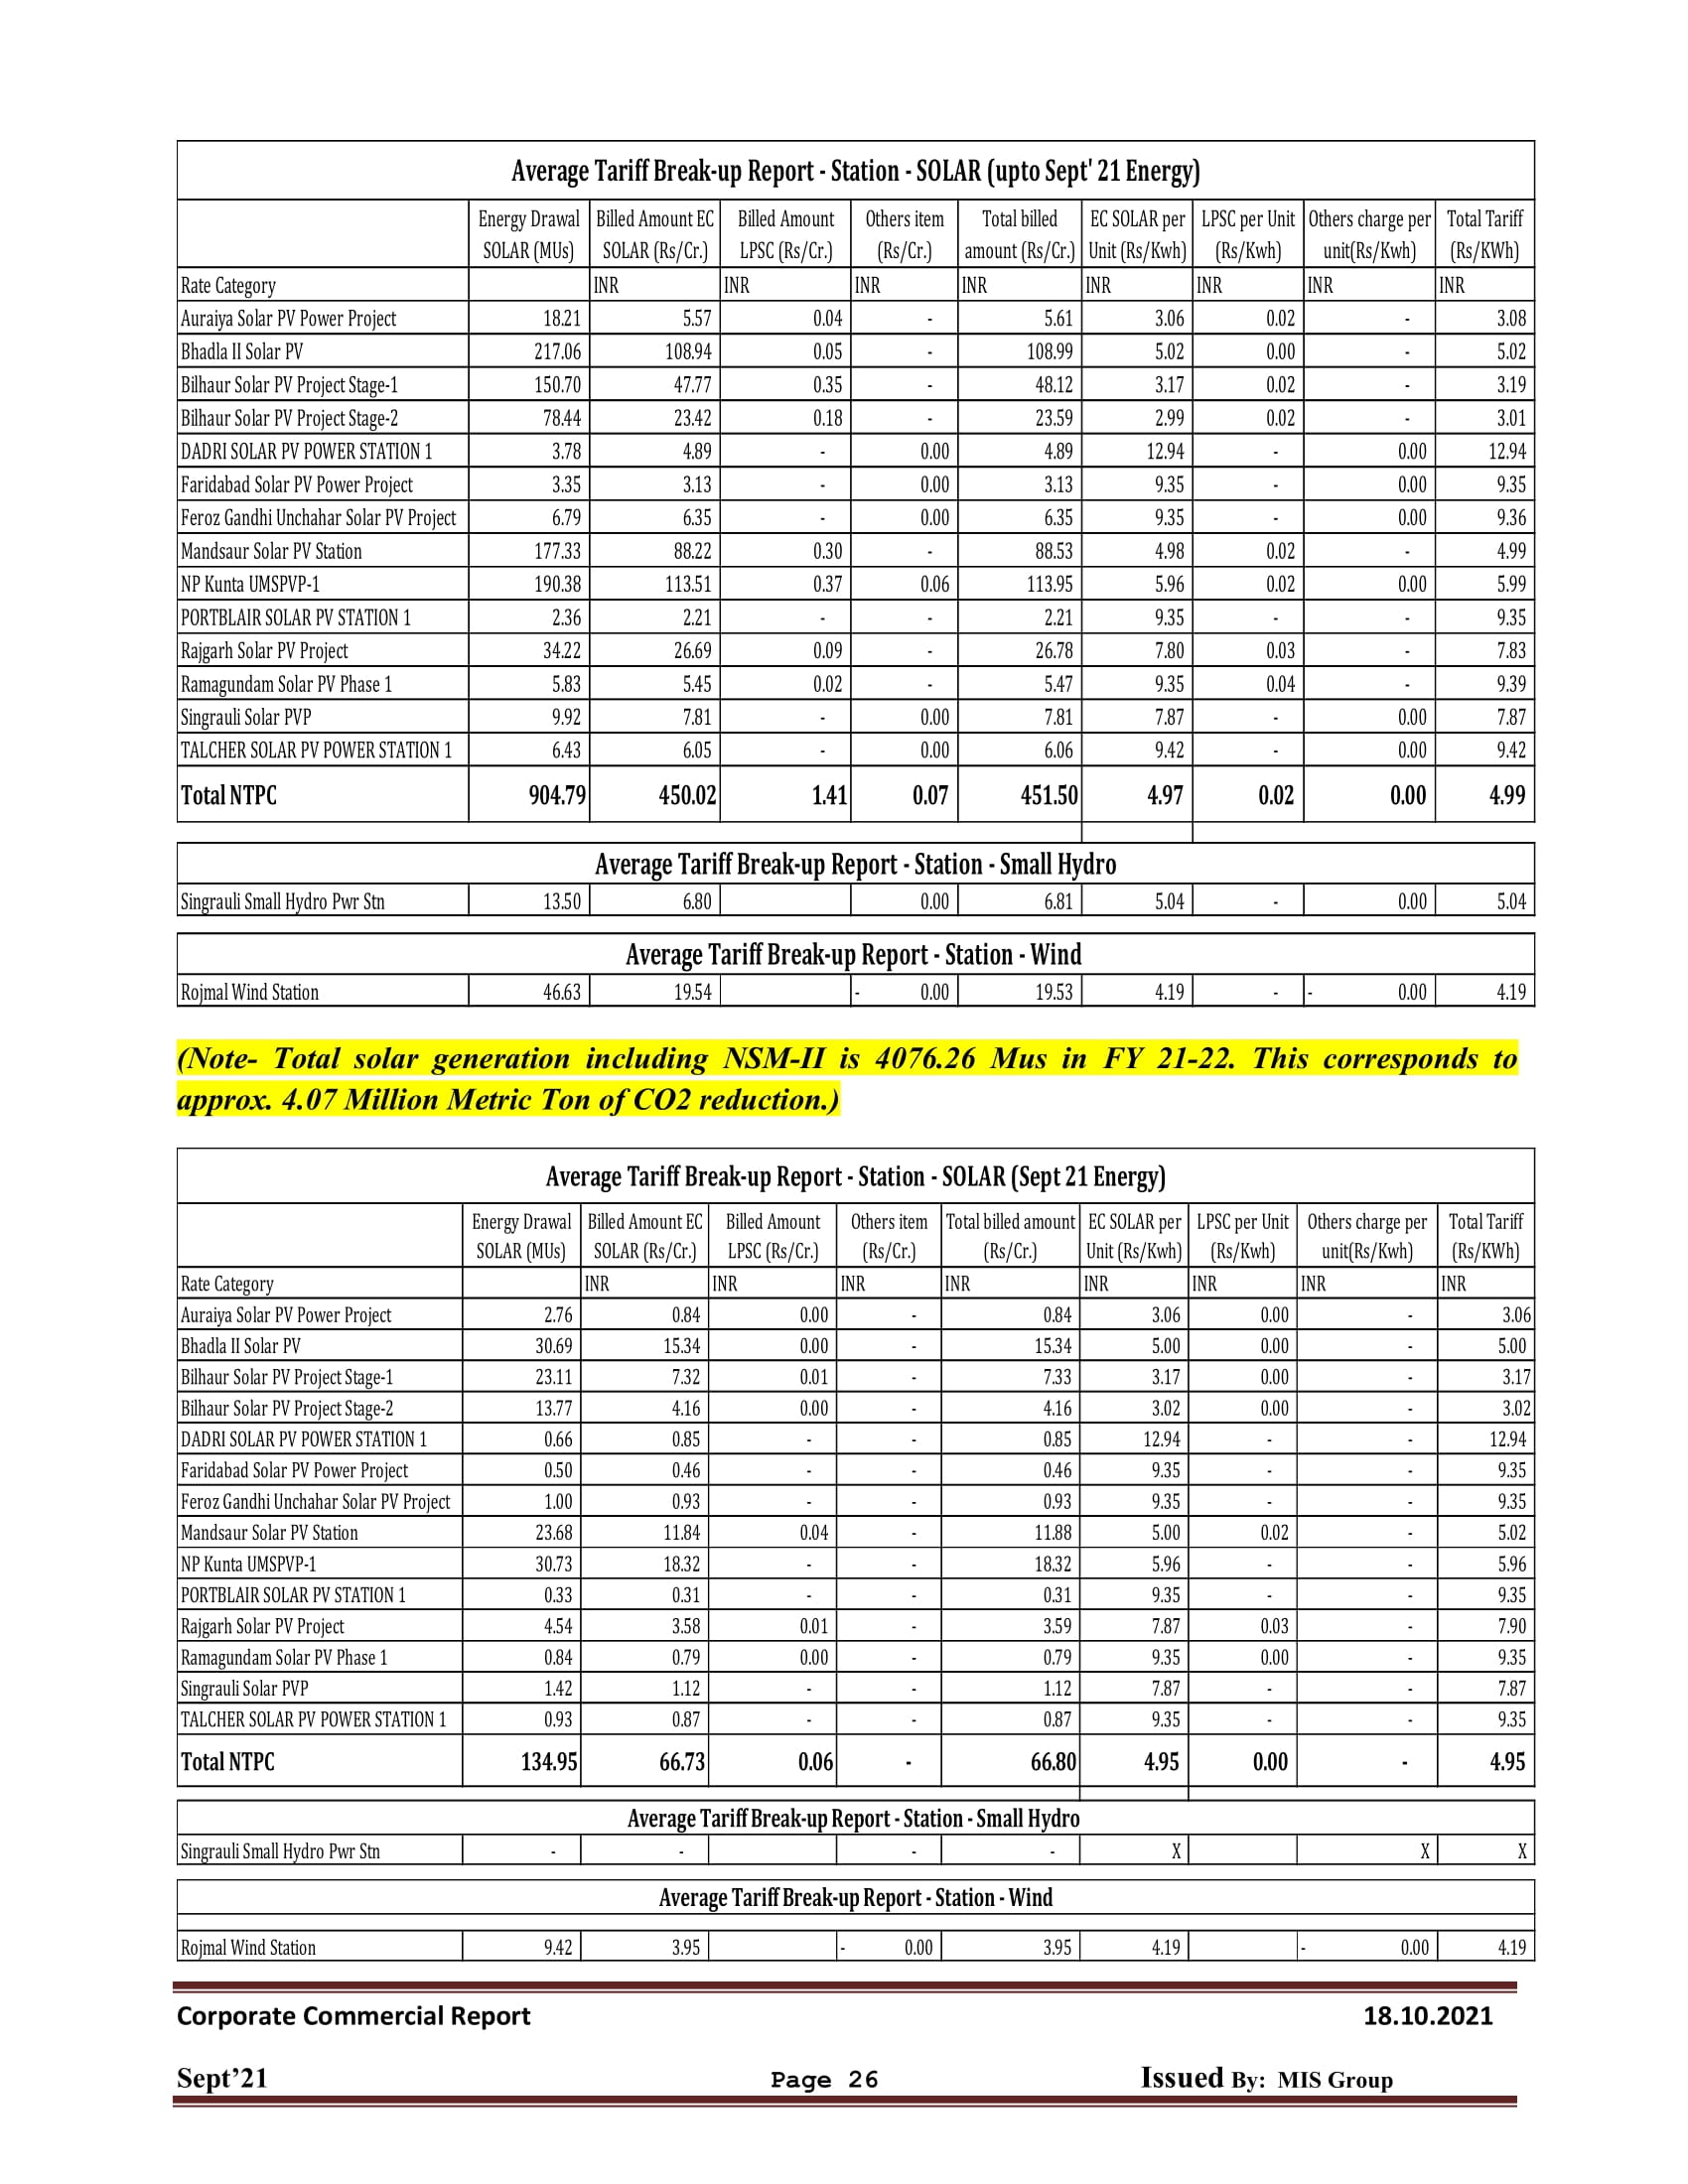 Average Tariff Break-up Report - Station - SOLAR (upto Sept' 21 Energy)
Energy Drawal SOLAR (MUs) Billed Amount EC SOLAR (Rs/Cr.) Billed Amount LPSC (Rs/Cr.) Others item (Rs/Cr.) Total billed amount (Rs/Cr.) EC SOLAR per Unit (Rs/Kwh) LPSC per Unit (Rs/Kwh) Others charge per unit(Rs/Kwh) Total Tariff (Rs/KWh)
Rate Category INR INR INR INR INR INR INR INR
Auraiya Solar PV Power Project 18.21 5.57 0.04 - 5.61 3.06 0.02 - 3.08
Bhadla II Solar PV 217.06 108.94 0.05 - 108.99 5.02 0.00 - 5.02
Bilhaur Solar PV Project Stage-1 150.70 47.77 0.35 - 48.12 3.17 0.02 - 3.19
Bilhaur Solar PV Project Stage-2 78.44 23.42 0.18 - 23.59 2.99 0.02 - 3.01
DADRI SOLAR PV POWER STATION 1 3.78 4.89 - 0.00 4.89 12.94 - 0.00 12.94
Faridabad Solar PV Power Project 3.35 3.13 - 0.00 3.13 9.35 - 0.00 9.35
Feroz Gandhi Unchahar Solar PV Project 6.79 6.35 - 0.00 6.35 9.35 - 0.00 9.36
Mandsaur Solar PV Station 177.33 88.22 0.30 - 88.53 4.98 0.02 - 4.99
NP Kunta UMSPVP-1 190.38 113.51 0.37 0.06 113.95 5.96 0.02 0.00 5.99
PORTBLAIR SOLAR PV STATION 1 2.36 2.21 - - 2.21 9.35 - - 9.35
Rajgarh Solar PV Project 34.22 26.69 0.09 - 26.78 7.80 0.03 - 7.83
Ramagundam Solar PV Phase 1 5.83 5.45 0.02 - 5.47 9.35 0.04 - 9.39
Singrauli Solar PVP 9.92 7.81 - 0.00 7.81 7.87 - 0.00 7.87
TALCHER SOLAR PV POWER STATION 1 6.43 6.05 - 0.00 6.06 9.42 - 0.00 9.42
Total NTPC 904.79 450.02 1.41 0.07 451.50 4.97 0.02 0.00 4.99
Average Tariff Break-up Report - Station - Small Hydro
Singrauli Small Hydro Pwr Stn 13.50 6.80 0.00 6.81 5.04 - 0.00 5.04
Average Tariff Break-up Report - Station - Wind
Rojmal Wind Station 46.63 19.54 - 0.00 19.53 4.19 - - 0.00 4.19
(Note- Total solar generation including NSM-II is 4076.26 Mus in FY 21-22. This corresponds to
approx. 4.07 Million Metric Ton of CO2 reduction.)
Average Tariff Break-up Report - Station - SOLAR (Sept 21 Energy)
Energy Drawal SOLAR (MUs) Billed Amount EC SOLAR (Rs/Cr.) Billed Amount LPSC (Rs/Cr.) Others item (Rs/Cr.) Total billed amount (Rs/Cr.) EC SOLAR per Unit (Rs/Kwh) LPSC per Unit (Rs/Kwh) Others charge per unit(Rs/Kwh) Total Tariff (Rs/KWh)
Rate Category INR INR INR INR INR INR INR INR
Auraiya Solar PV Power Project 2.76 0.84 0.00 - 0.84 3.06 0.00 - 3.06
Bhadla II Solar PV 30.69 15.34 0.00 - 15.34 5.00 0.00 - 5.00
Bilhaur Solar PV Project Stage-1 23.11 7.32 0.01 - 7.33 3.17 0.00 - 3.17
Bilhaur Solar PV Project Stage-2 13.77 4.16 0.00 - 4.16 3.02 0.00 - 3.02
DADRI SOLAR PV POWER STATION 1 0.66 0.85 - - 0.85 12.94 - - 12.94
Faridabad Solar PV Power Project 0.50 0.46 - - 0.46 9.35 - - 9.35
Feroz Gandhi Unchahar Solar PV Project 1.00 0.93 - - 0.93 9.35 - - 9.35
Mandsaur Solar PV Station 23.68 11.84 0.04 - 11.88 5.00 0.02 - 5.02
NP Kunta UMSPVP-1 30.73 18.32 - - 18.32 5.96 - - 5.96
PORTBLAIR SOLAR PV STATION 1 0.33 0.31 - - 0.31 9.35 - - 9.35
Rajgarh Solar PV Project 4.54 3.58 0.01 - 3.59 7.87 0.03 - 7.90
Ramagundam Solar PV Phase 1 0.84 0.79 0.00 - 0.79 9.35 0.00 - 9.35
Singrauli Solar PVP 1.42 1.12 - - 1.12 7.87 - - 7.87
TALCHER SOLAR PV POWER STATION 1 0.93 0.87 - - 0.87 9.35 - - 9.35
Total NTPC 134.95 66.73 0.06 - 66.80 4.95 0.00 - 4.95
Average Tariff Break-up Report - Station - Small Hydro
Singrauli Small Hydro Pwr Stn - - - - X X X
Average Tariff Break-up Report - Station - Wind
Rojmal Wind Station 9.42 3.95 - 0.00 3.95 4.19 - 0.00 4.19
Corporate Commercial Report 18.10.2021
Sept’21 Page 26 Issued By: MIS Group